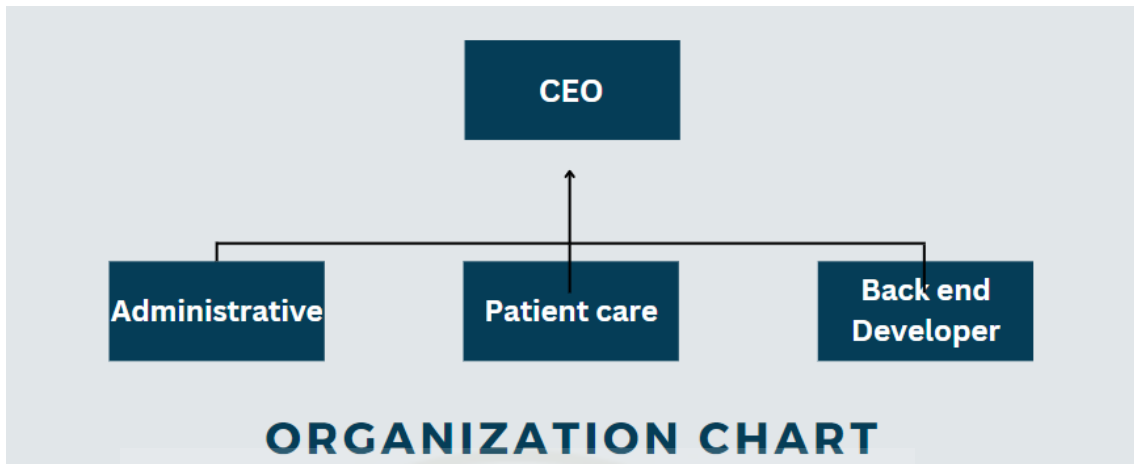 CEO
Administrative
Patient care
Back end
Developer
ORGANIZATION CHART